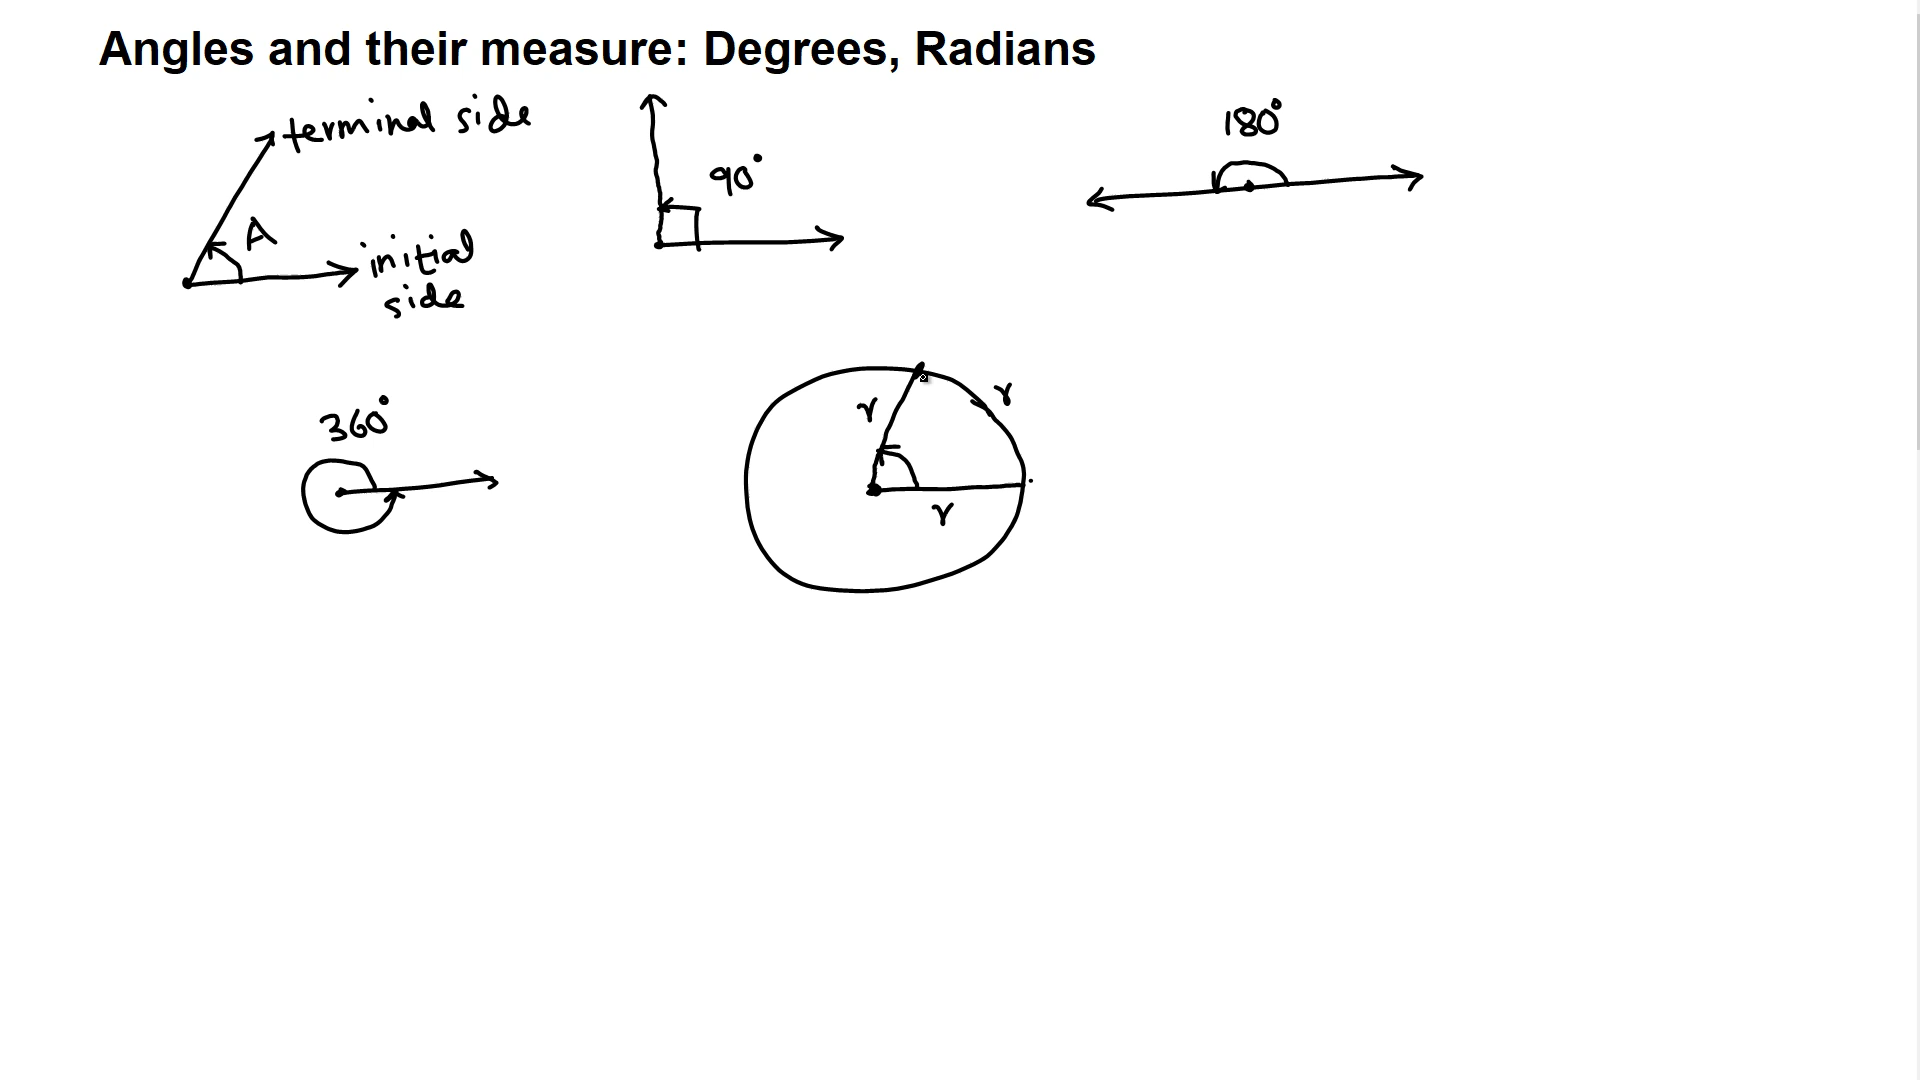 Angles and their measure: Degrees, Radians
terminal side
A
initial
side
90°
180°
360°
r
r
r